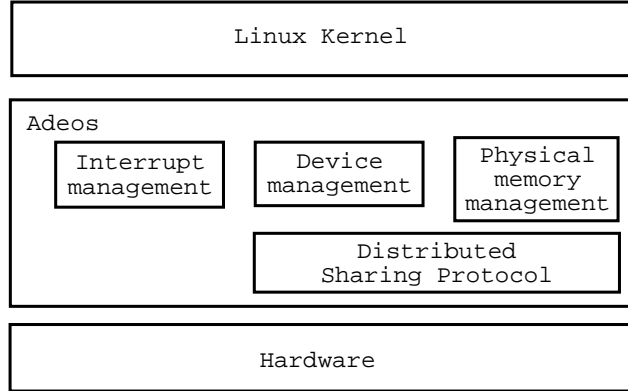 Linux Kernel
Adeos
Interrupt
management
Device
management
Physical
memory
management
Distributed
Sharing Protocol
Hardware